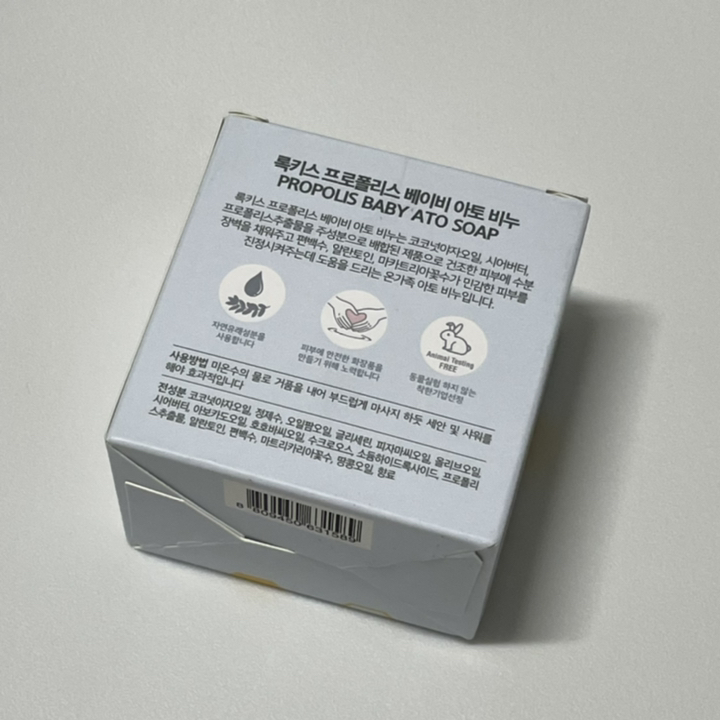 록키스 프로폴리스 베이비 아토 비누
PROPOLIS BABY ATO SOAP
록키스 프로폴리스 베이비 아토 비누는 코코넛야자오일, 시어버터,
프로폴리스추출물을 주성분으로 배합된 제품으로 건조한 피부에 수분
장벽을 채워주고 편백수, 알란토인, 마카트리아꽃수가 민감한 피부를
진정시켜주는데 도움을 드리는 온가족 아토 비누입니다.
자연유래성분을
사용합니다
피부에 안전한 화장품을
만들기 위해 노력합니다
Animal Testing
FREE
동물실험 하지 않는
착한기업선정
사용방법 미온수의 물로 거품을 내어 부드럽게 마사지 하듯 세안 및 샤워를
해야 효과적입니다
전성분 코코넛야자오일, 정제수, 오일팜오일, 글리세린, 피자마씨오일, 올리브오일,
시어버터, 아보카도오일, 호호바씨오일, 수크로오스, 소듐하이드록사이드, 프로폴리
스추출물, 알란토인, 편백수, 마트리카리아꽃수, 땅콩오일, 향료
8 809450 631589